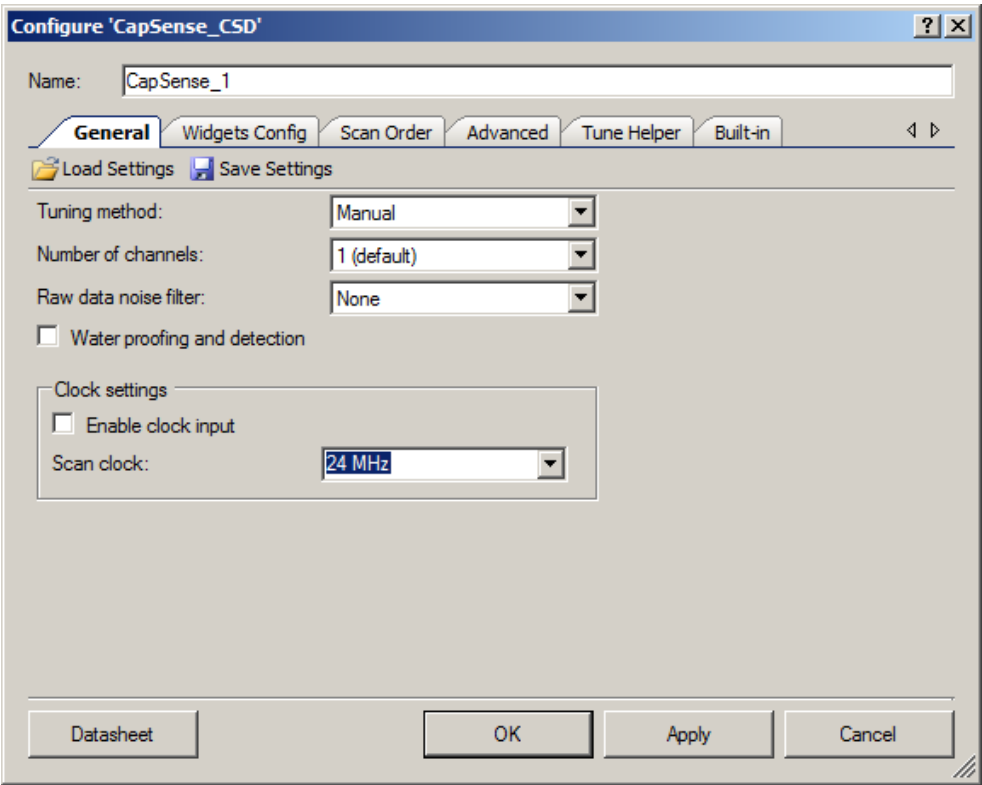 Configure 'CapSense_CSD'
Name: CapSense_1
General Widgets Config Scan Order Advanced Tune Helper Built-in
Load Settings Save Settings
Tuning method: Manual
Number of channels: 1 (default)
Raw data noise filter: None
Water proofing and detection
Clock settings
Enable clock input
Scan clock: 24 MHz
Datasheet OK Apply Cancel